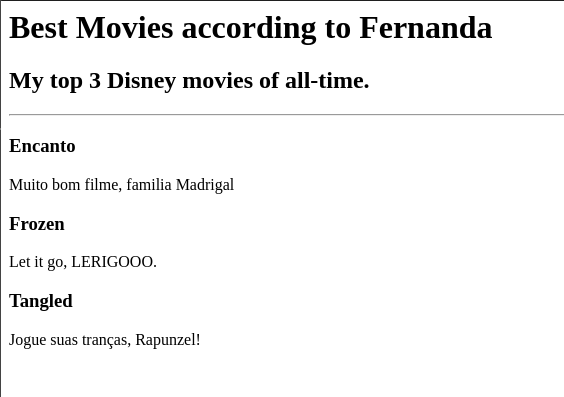 Best Movies according to Fernanda
My top 3 Disney movies of all-time.
Encanto
Muito bom filme, familia Madrigal
Frozen
Let it go, LERIGOOO.
Tangled
Jogue suas tranças, Rapunzel!